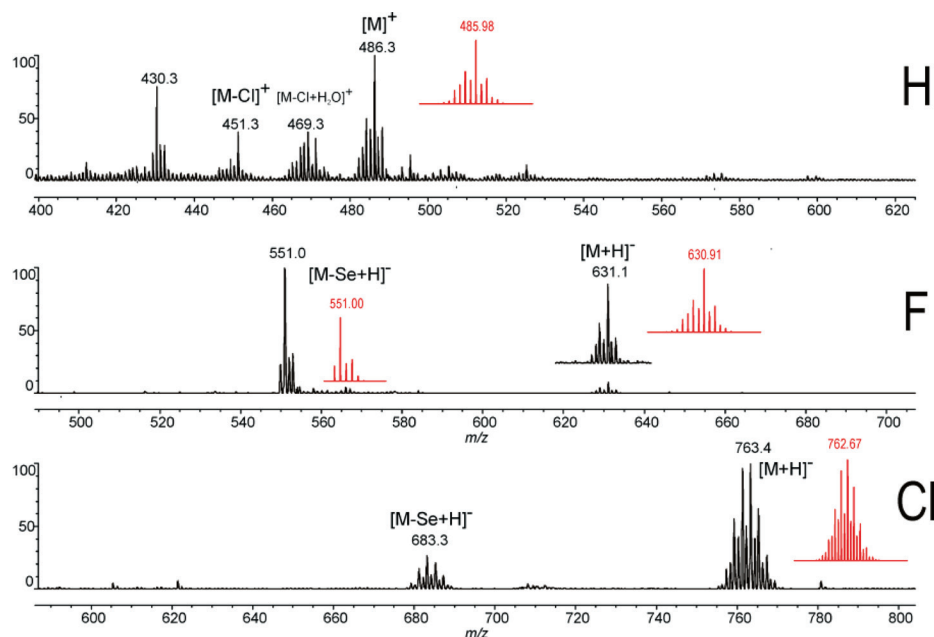 [M]⁺
485.98
486.3
H
100
430.3
[M-Cl]⁺
[M-Cl+H₂O]⁺
451.3
469.3
50
0
400 420 440 460 480 500 520 540 560 580 600 620
551.0
[M+H]⁻
630.91
100
[M-Se+H]⁻
631.1
F
551.00
50
0
500 520 540 560 580 600 620 640 660 680 700
m/z
m/z
763.4
762.67
100
[M+H]⁻
Cl
[M-Se+H]⁻
50
683.3
0
600 620 640 660 680 700 720 740 760 780 800
m/z
m/z